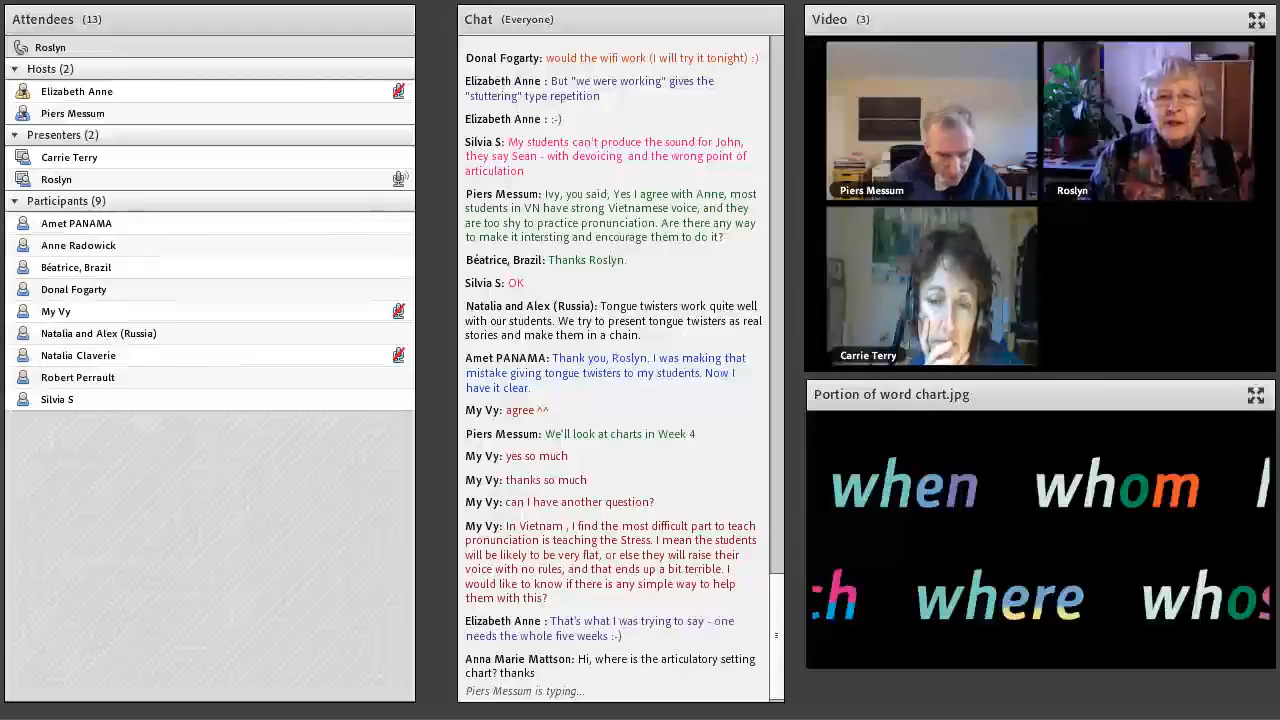 Attendees (13)
Roslyn
Hosts (2)
Elizabeth Anne
Piers Messum
Presenters (2)
Carrie Terry
Roslyn
Participants (9)
Amet PANAMA
Anne Radowick
Béatrice, Brazil
Donal Fogarty
My Vy
Natalia and Alex (Russia)
Natalia Claverie
Robert Perrault
Silvia S
Chat (Everyone)
Donal Fogarty: would the wifi work (I will try it tonight) :)
Elizabeth Anne : But "we were working" gives the
"stuttering" type repetition
Elizabeth Anne : :-)
Silvia S: My students can't produce the sound for John,
they say Sean - with devoicing and the wrong point of
articulation
Piers Messum: Ivy, you said, Yes I agree with Anne, most
students in VN have strong Vietnamese voice, and they
are too shy to practice pronunciation. Are there any way
to make it intersting and encourage them to do it?
Béatrice, Brazil: Thanks Roslyn.
Silvia S: OK
Natalia and Alex (Russia): Tongue twisters work quite well
with our students. We try to present tongue twisters as real
stories and make them in a chain.
Amet PANAMA: Thank you, Roslyn. I was making that
mistake giving tongue twisters to my students. Now I
have it clear.
My Vy: agree ^^
Piers Messum: We'll look at charts in Week 4
My Vy: yes so much
My Vy: thanks so much
My Vy: can I have another question?
My Vy: In Vietnam , I find the most difficult part to teach
pronunciation is teaching the Stress. I mean the students
will be likely to be very flat, or else they will raise their
voice with no rules, and that ends up a bit terrible. I
would like to know if there is any simple way to help
them with this?
Elizabeth Anne : That's what I was trying to say - one
needs the whole five weeks :-)
Anna Marie Mattson: Hi, where is the articulatory setting
chart? thanks
Piers Messum is typing...
Video (3)
Piers Messum
Roslyn
Carrie Terry
Portion of word chart.jpg
when whom
ch where whos